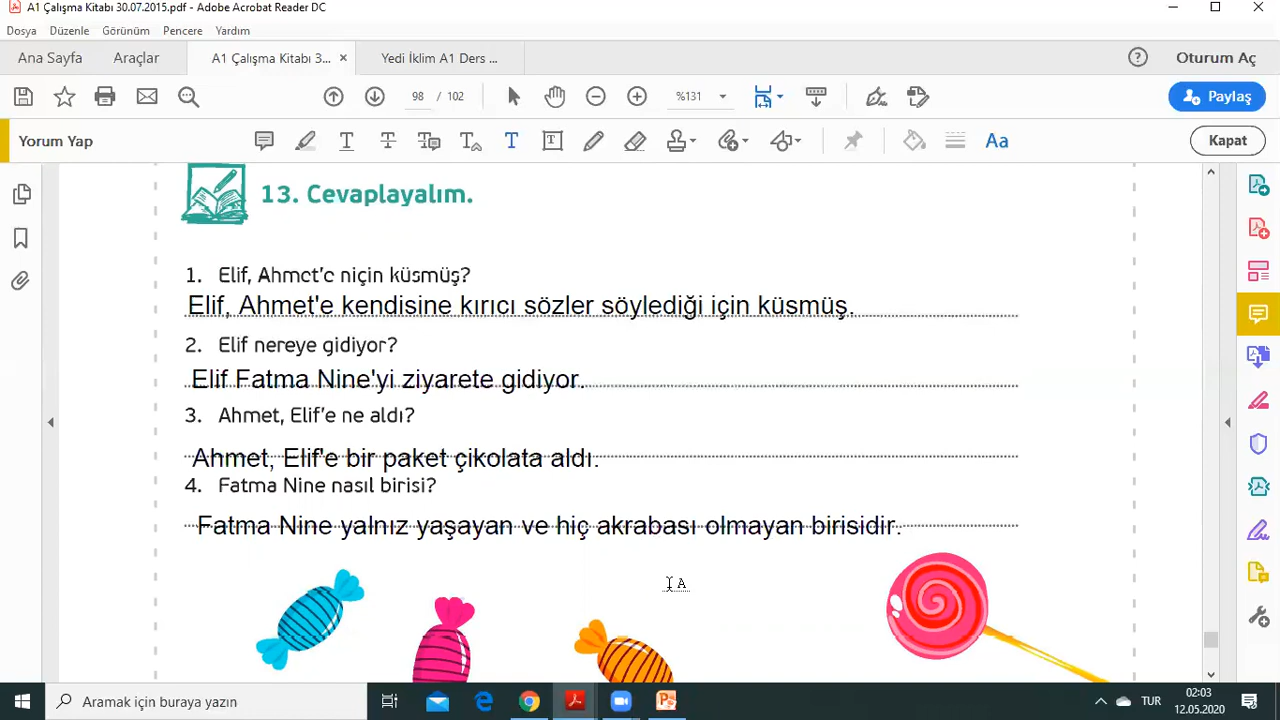 A1 Çalışma Kitabı 30.07.2015.pdf - Adobe Acrobat Reader DC
Dosya Düzenle Görünüm Pencere Yardım
Ana Sayfa Araçlar A1 Çalışma Kitabı 3... × Yedi İklim A1 Ders ... Oturum Aç
98 / 102 %131 Paylaş
Yorum Yap Kapat
13. Cevaplayalım.
1. Elif, Ahmet'e niçin küsmüş?
Elif, Ahmet'e kendisine kırıcı sözler söylediği için küsmüş.
2. Elif nereye gidiyor?
Elif Fatma Nine'yi ziyarete gidiyor.
3. Ahmet, Elif'e ne aldı?
Ahmet, Elif'e bir paket çikolata aldı.
4. Fatma Nine nasıl birisi?
Fatma Nine yalnız yaşayan ve hiç akrabası olmayan birisidir.
Aramak için buraya yazın TUR 02:03
12.05.2020